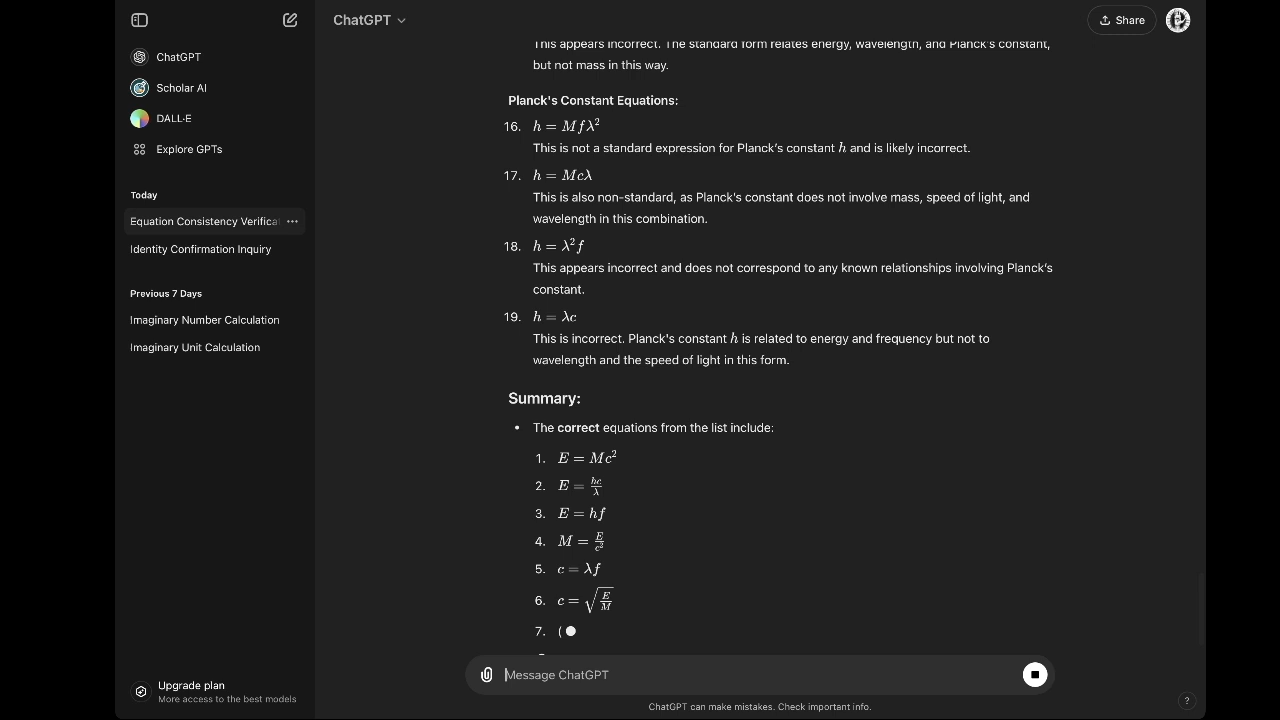 ChatGPT
Share
ChatGPT
Scholar AI
DALL·E
Explore GPTs
Today
Equation Consistency Verifica
Identity Confirmation Inquiry
Previous 7 Days
Imaginary Number Calculation
Imaginary Unit Calculation
Upgrade plan
More access to the best models
This appears incorrect. The standard form relates energy, wavelength, and Planck's constant,
but not mass in this way.
Planck's Constant Equations:
16. h = Mfλ²
This is not a standard expression for Planck's constant h and is likely incorrect.
17. h = Mcλ
This is also non-standard, as Planck's constant does not involve mass, speed of light, and
wavelength in this combination.
18. h = λ²f
This appears incorrect and does not correspond to any known relationships involving Planck's
constant.
19. h = λc
This is incorrect. Planck's constant h is related to energy and frequency but not to
wavelength and the speed of light in this form.
Summary:
• The correct equations from the list include:
1. E = Mc²
2. E = hc/λ
3. E = hf
4. M = E/c²
5. c = λf
6. c = √(E/M)
7. (
Message ChatGPT
ChatGPT can make mistakes. Check important info.
?